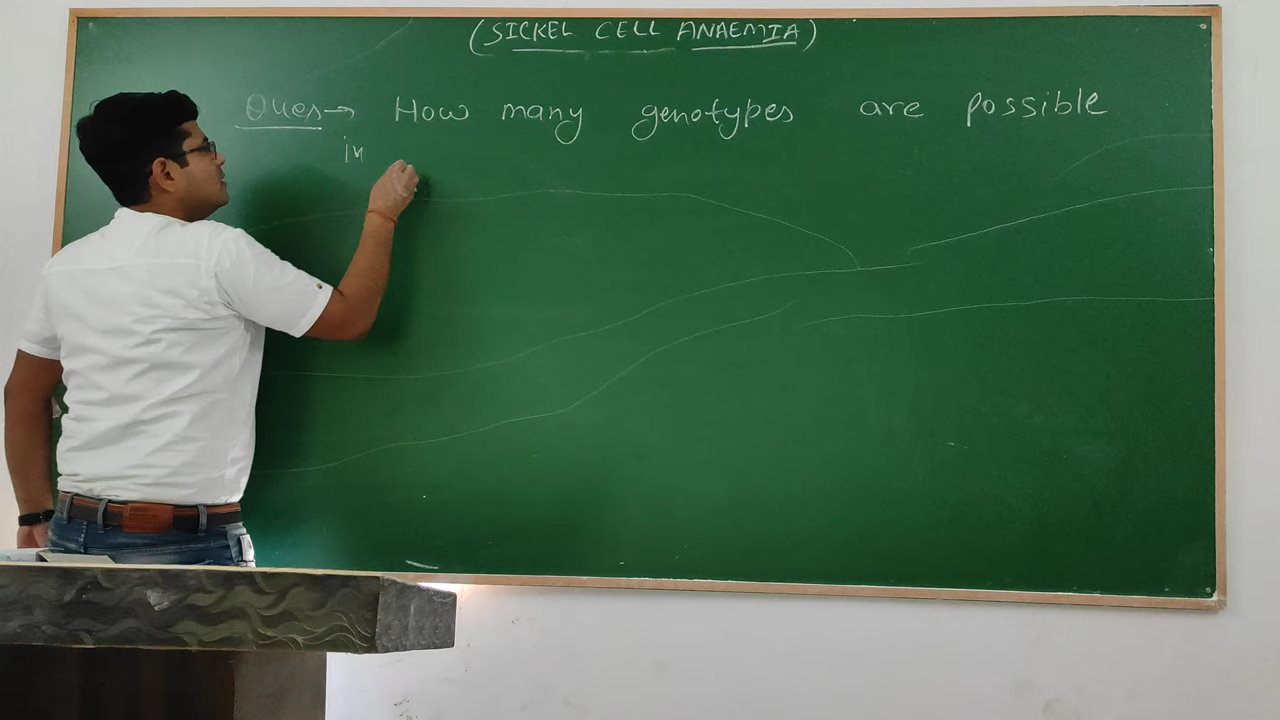 (SICKEL CELL ANAEMIA)
Ques→ How many genotypes are possible
in